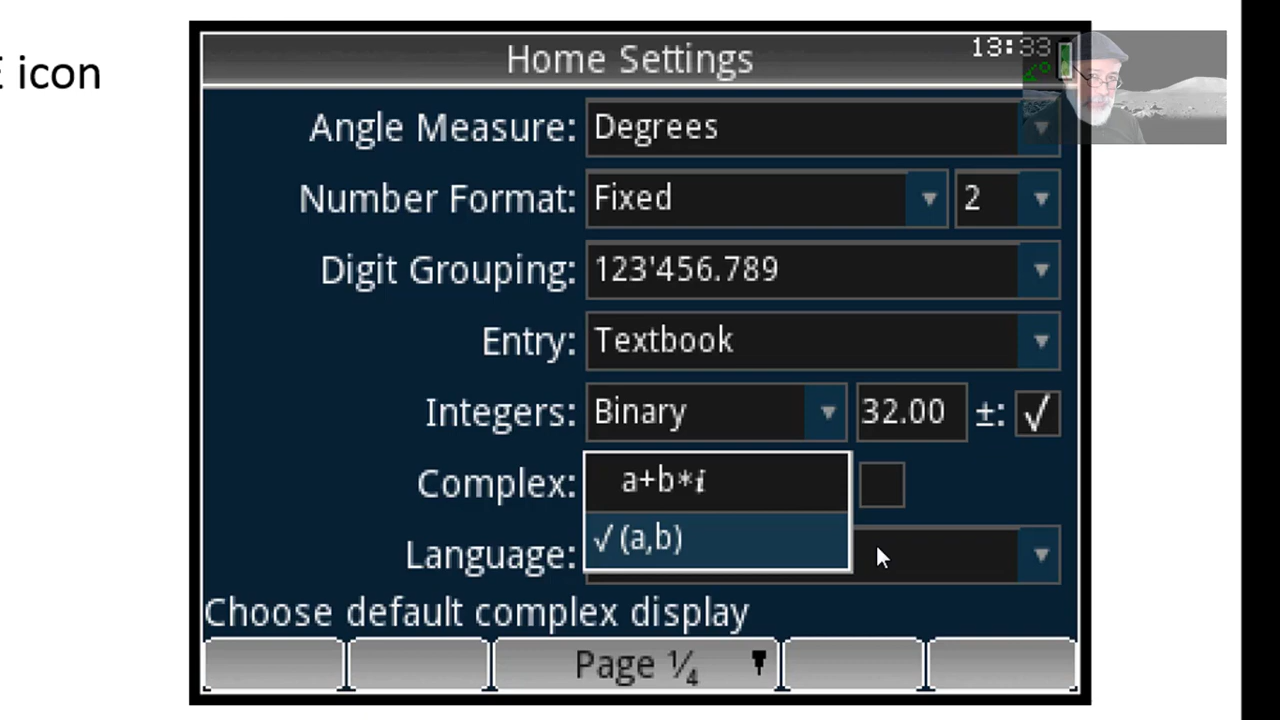 E icon
Home Settings 13:33
Angle Measure: Degrees
Number Format: Fixed 2
Digit Grouping: 123'456.789
Entry: Textbook
Integers: Binary 32.00 ±: √
Complex: a+b*i
√ (a,b)
Language:
Choose default complex display
Page ¼